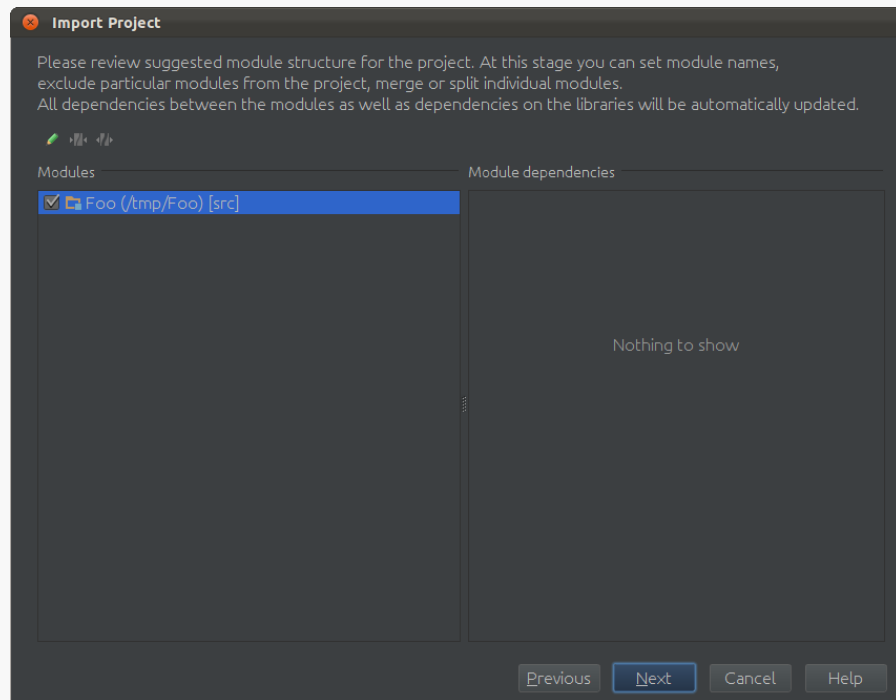 Import Project
Please review suggested module structure for the project. At this stage you can set module names,
exclude particular modules from the project, merge or split individual modules.
All dependencies between the modules as well as dependencies on the libraries will be automatically updated.
Modules
Module dependencies
Foo (/tmp/Foo) [src]
Nothing to show
Previous
Next
Cancel
Help